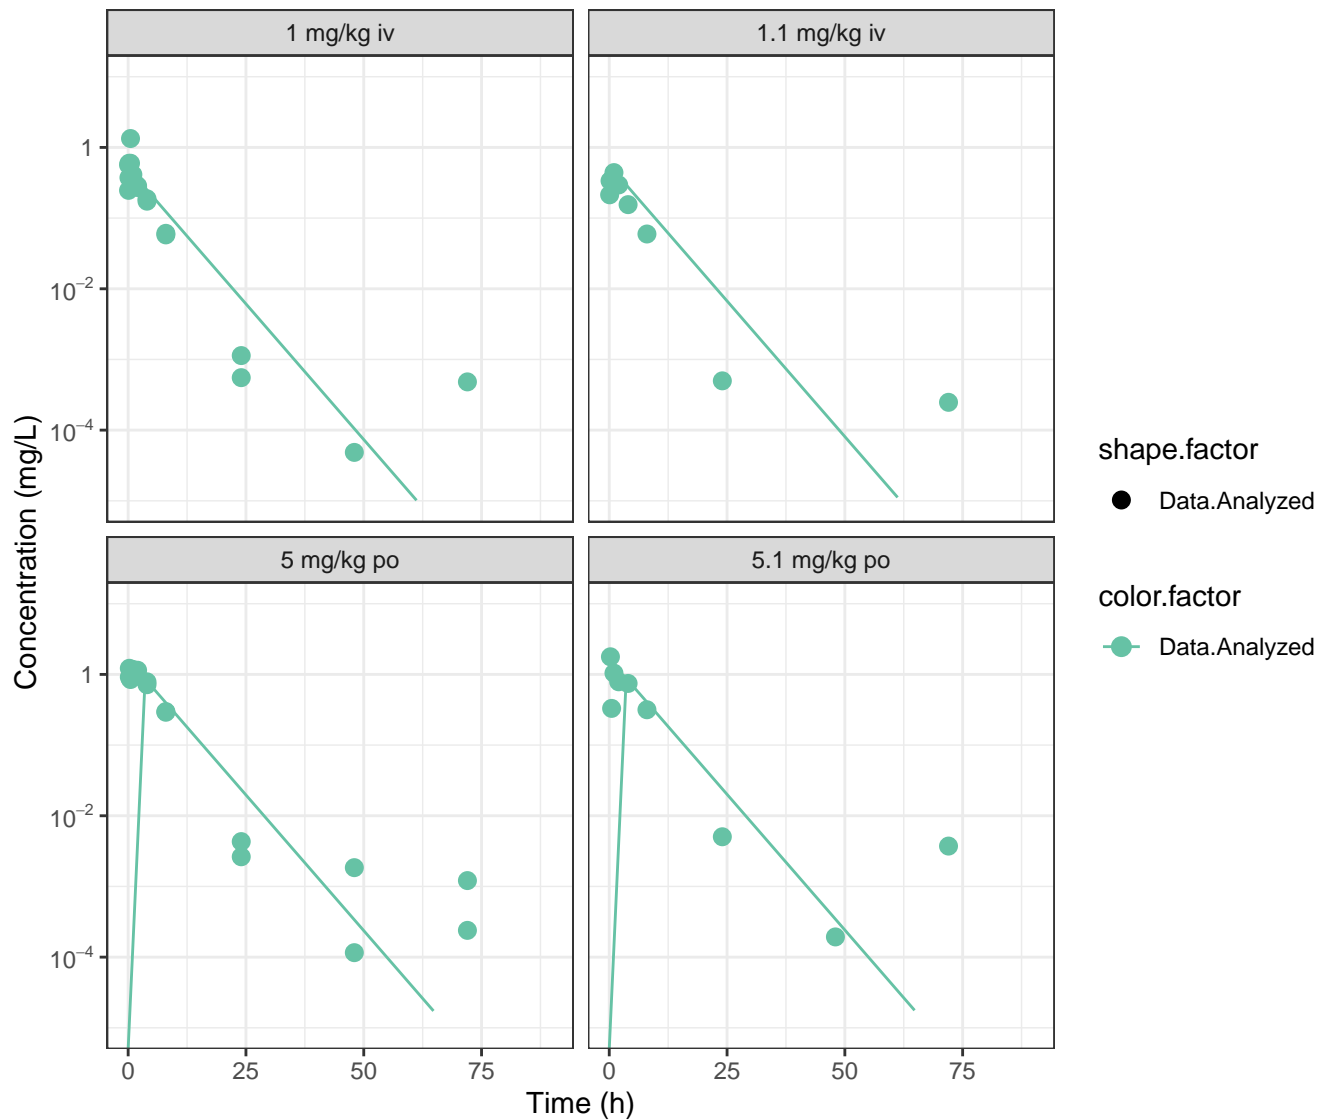 1 mg/kg iv
1.1 mg/kg iv
1
10⁻²
10⁻⁴
5 mg/kg po
5.1 mg/kg po
1
10⁻²
10⁻⁴
0 25 50 75
0 25 50 75
Time (h)
Concentration (mg/L)
shape.factor
Data.Analyzed
color.factor
Data.Analyzed